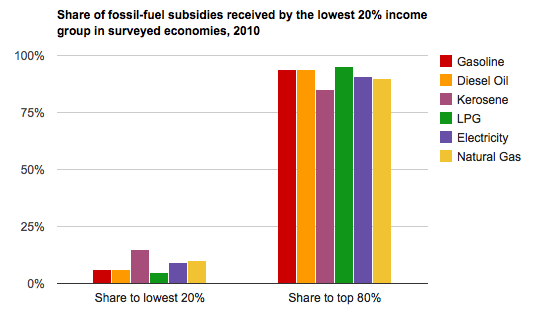 Share of fossil-fuel subsidies received by the lowest 20% income
group in surveyed economies, 2010
100%
75%
50%
25%
0%
Share to lowest 20%
Share to top 80%
Gasoline
Diesel Oil
Kerosene
LPG
Electricity
Natural Gas